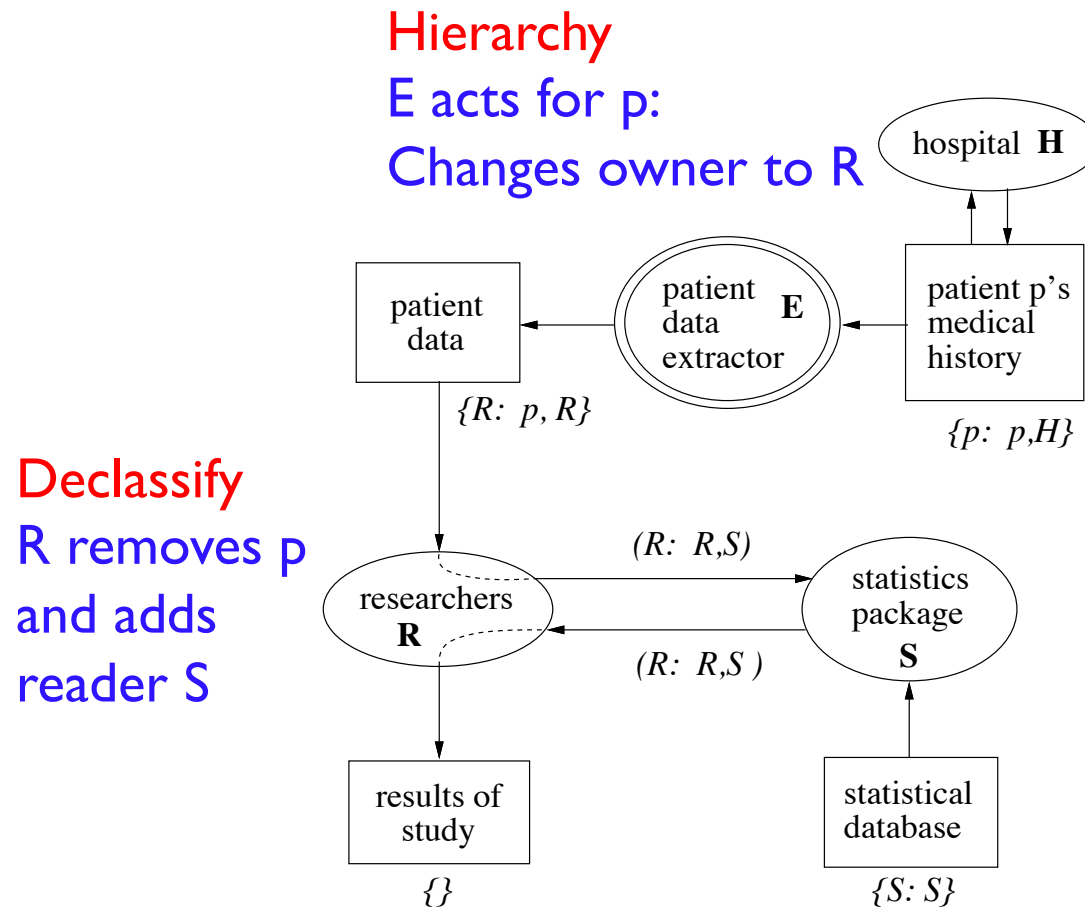 Hierarchy
E acts for p:
Changes owner to R
hospital H
patient
data
patient
data
extractor
E
patient p's
medical
history
{R: p, R}
{p: p,H}
Declassify
R removes p
and adds
reader S
(R: R,S)
researchers
R
statistics
package
S
(R: R,S )
results of
study
statistical
database
{}
{S: S}